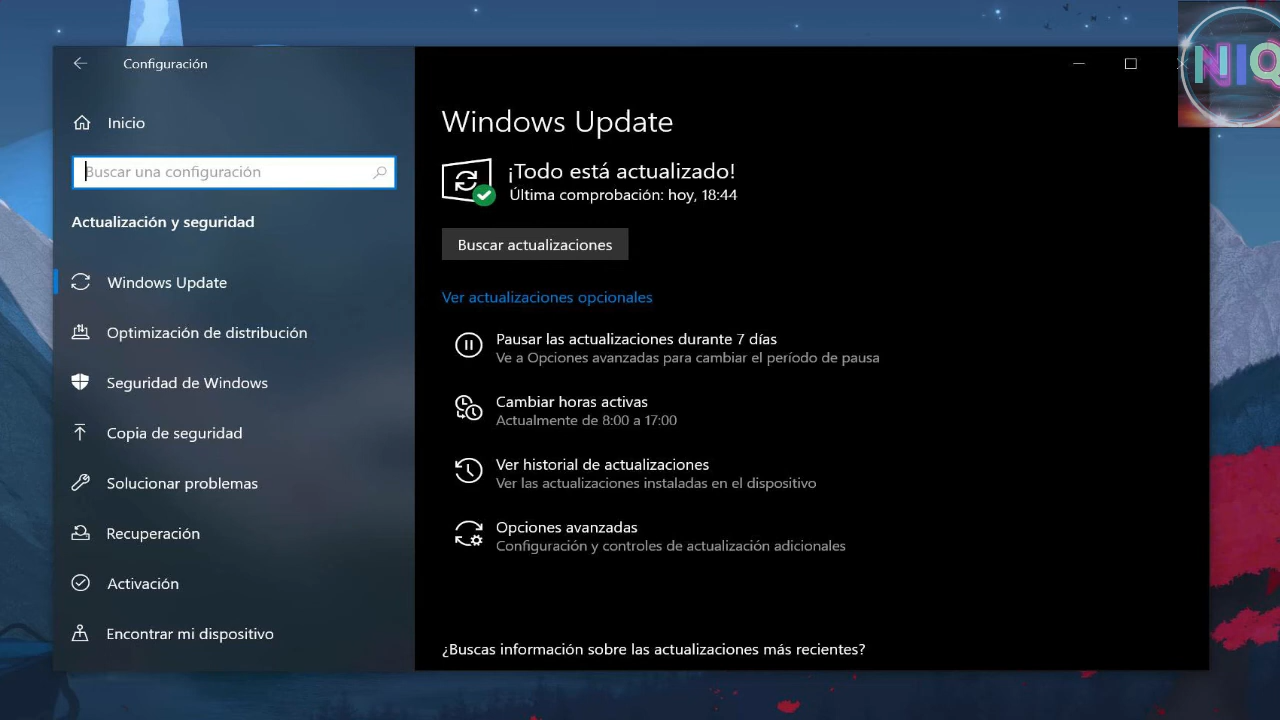 Configuración
NIQ
Inicio
Buscar una configuración
Actualización y seguridad
Windows Update
Optimización de distribución
Seguridad de Windows
Copia de seguridad
Solucionar problemas
Recuperación
Activación
Encontrar mi dispositivo
Windows Update
¡Todo está actualizado!
Última comprobación: hoy, 18:44
Buscar actualizaciones
Ver actualizaciones opcionales
Pausar las actualizaciones durante 7 días
Ve a Opciones avanzadas para cambiar el período de pausa
Cambiar horas activas
Actualmente de 8:00 a 17:00
Ver historial de actualizaciones
Ver las actualizaciones instaladas en el dispositivo
Opciones avanzadas
Configuración y controles de actualización adicionales
¿Buscas información sobre las actualizaciones más recientes?